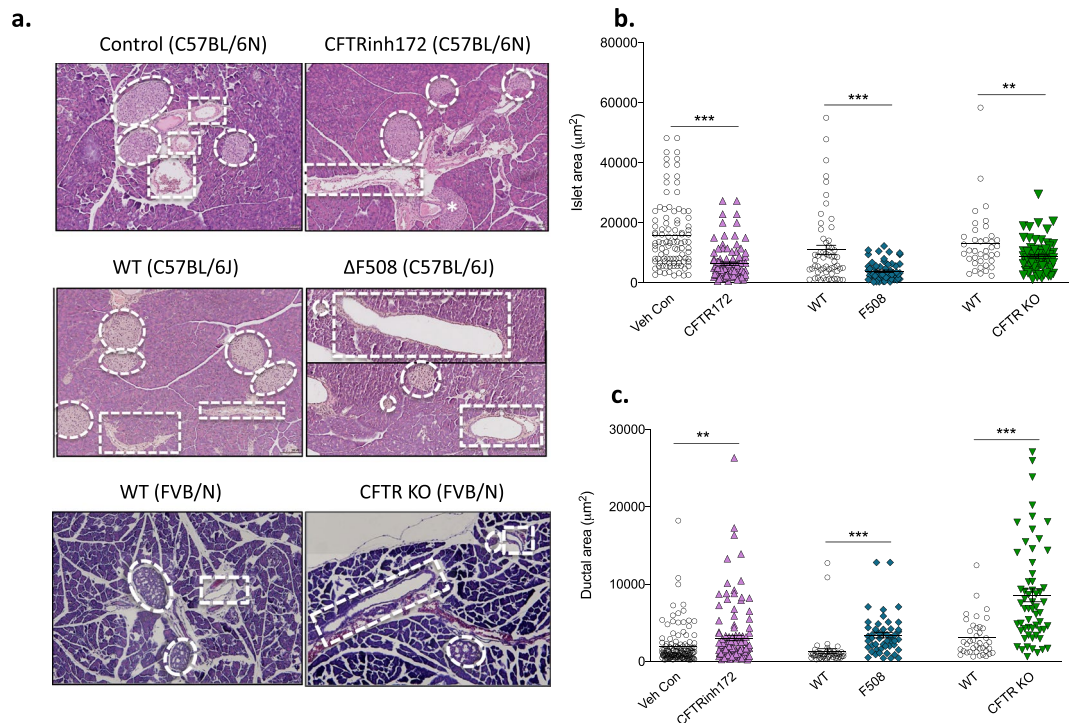 a.
Control (C57BL/6N)
CFTRinh172 (C57BL/6N)
*
WT (C57BL/6J)
ΔF508 (C57BL/6J)
WT (FVB/N)
CFTR KO (FVB/N)
b.
Islet area (μm²)
80000
60000
40000
20000
0
***
***
**
Veh Con
CFTR172
WT
F508
WT
CFTR KO
c.
Ductal area (μm²)
30000
20000
10000
0
**
***
***
Veh Con
CFTRinh172
WT
F508
WT
CFTR KO